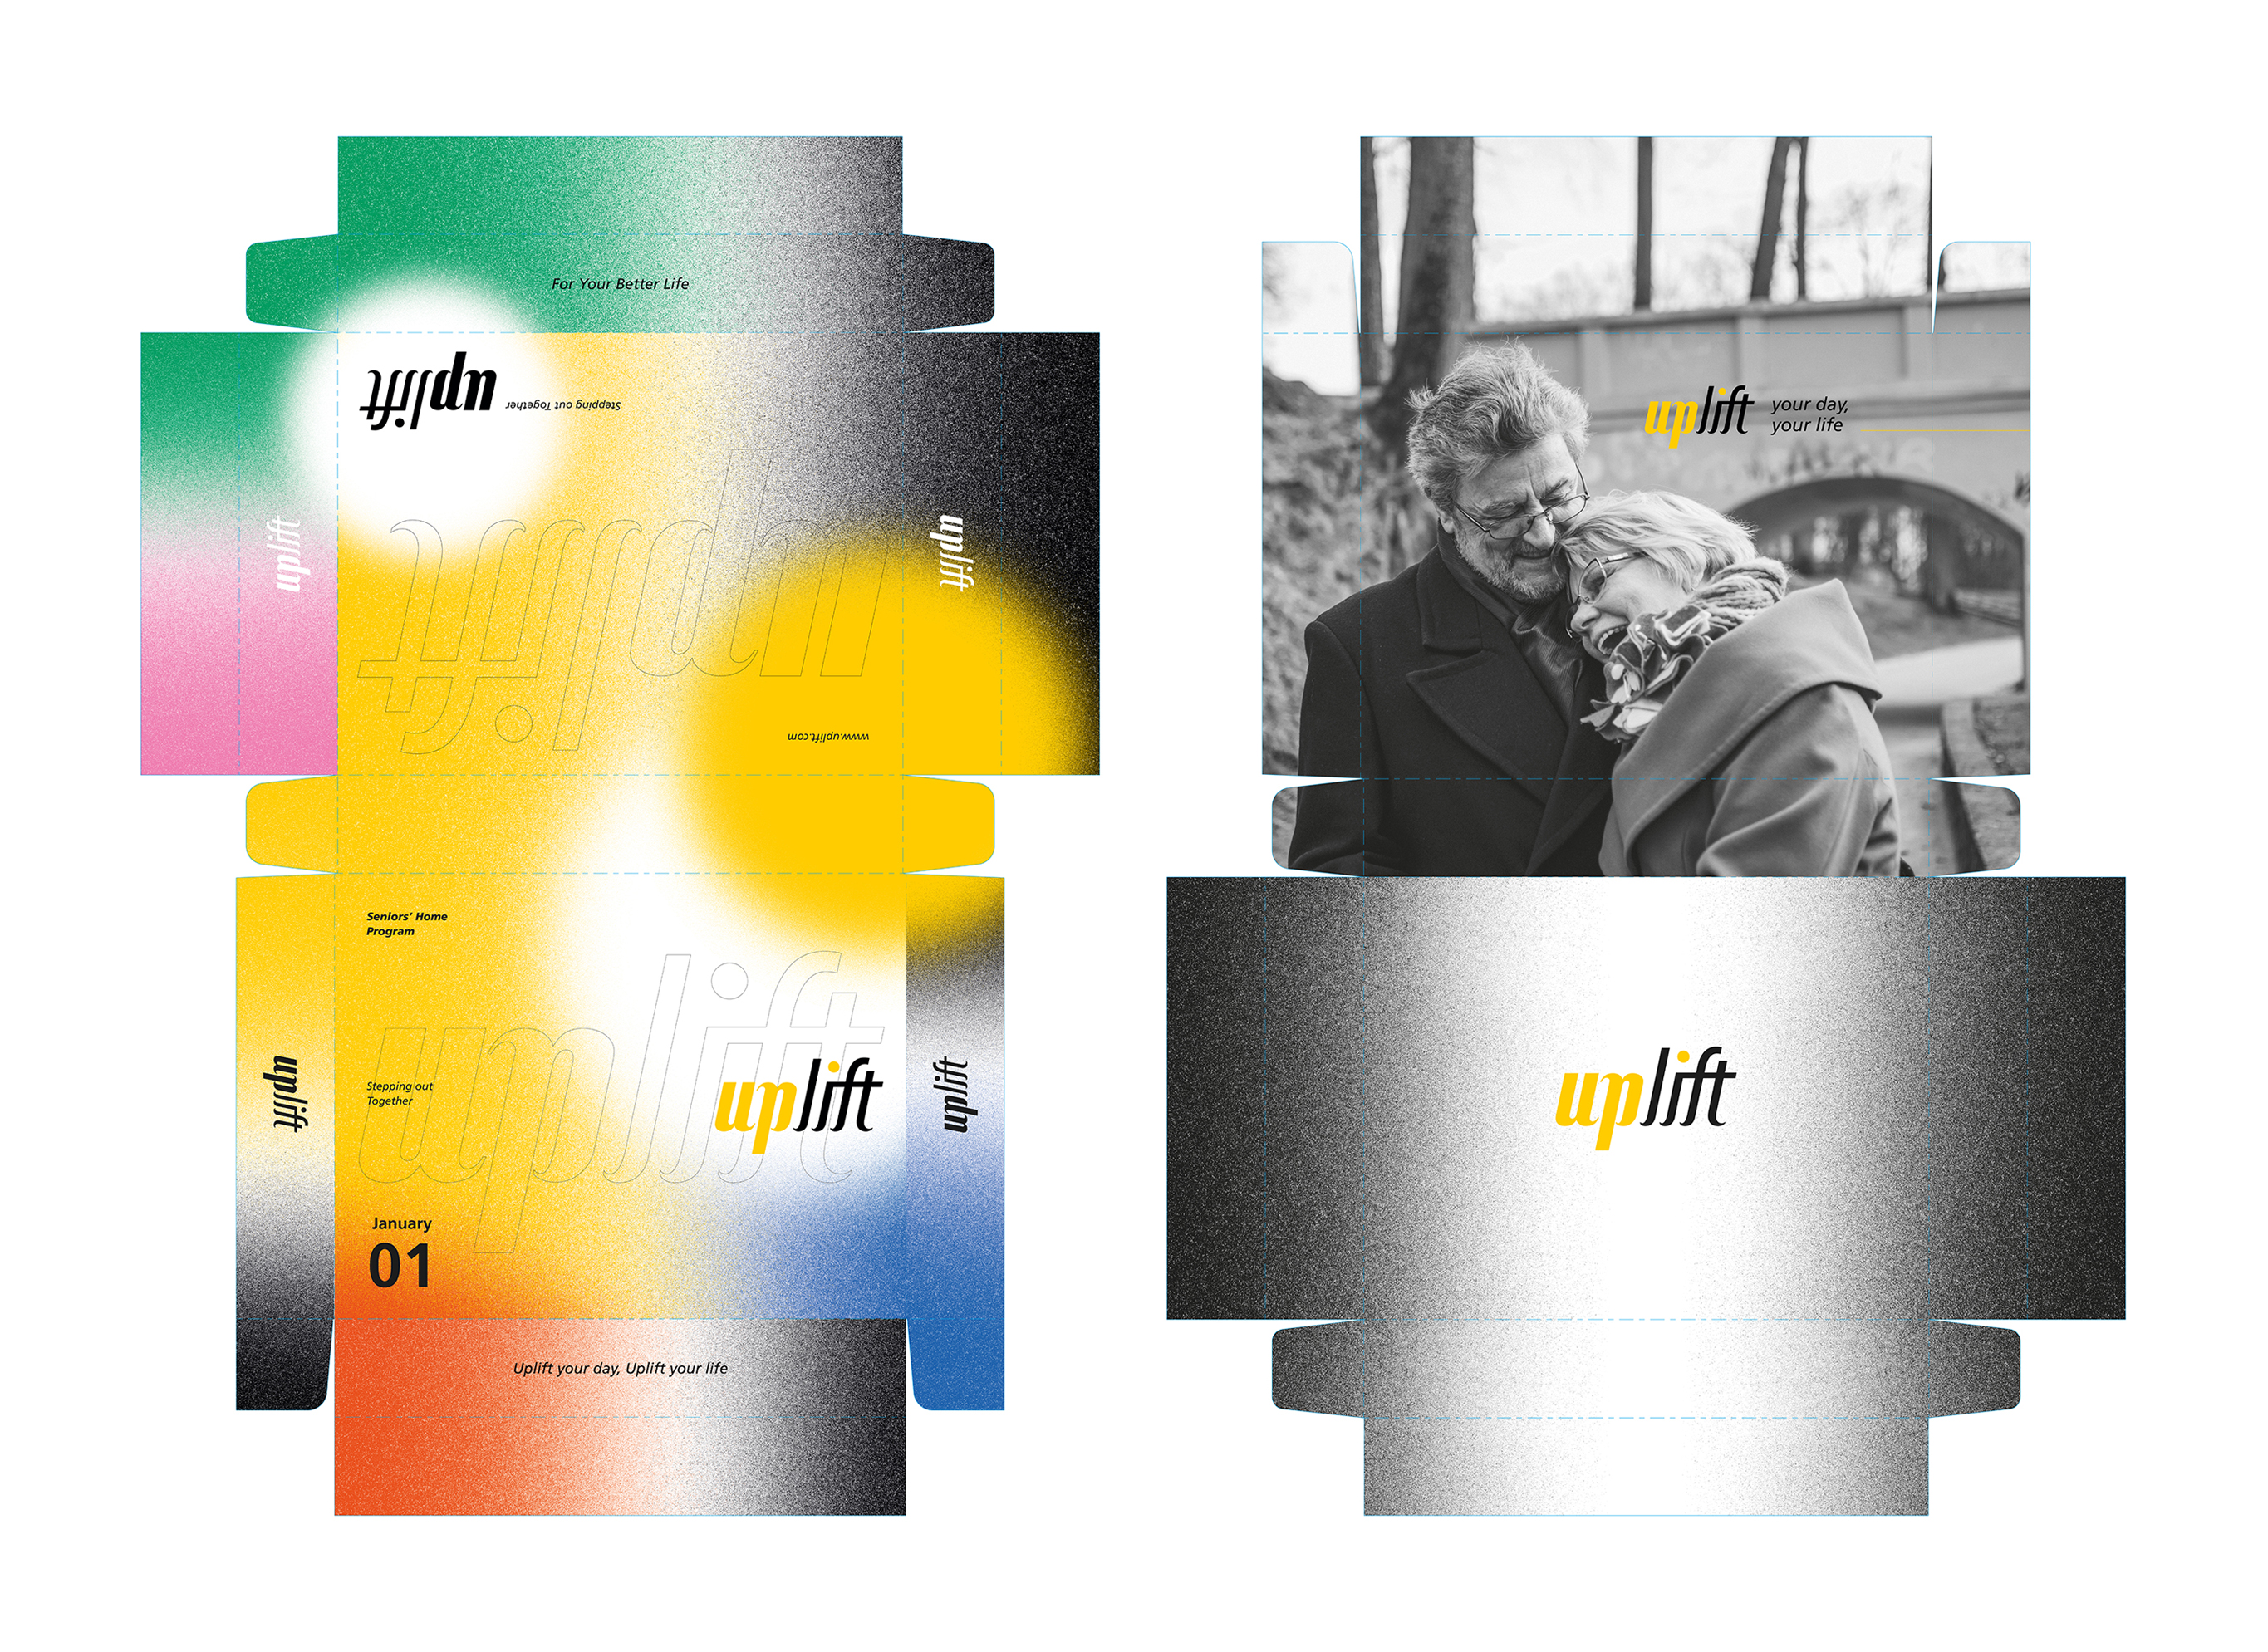 For Your Better Life
uplift
Stepping out Together
uplift
uplift
uplift
www.uplift.com
Seniors’ Home
Program
uplift
uplift
Stepping out
Together
uplift
uplift
January
01
Uplift your day, Uplift your life
uplift
your day,
your life
uplift